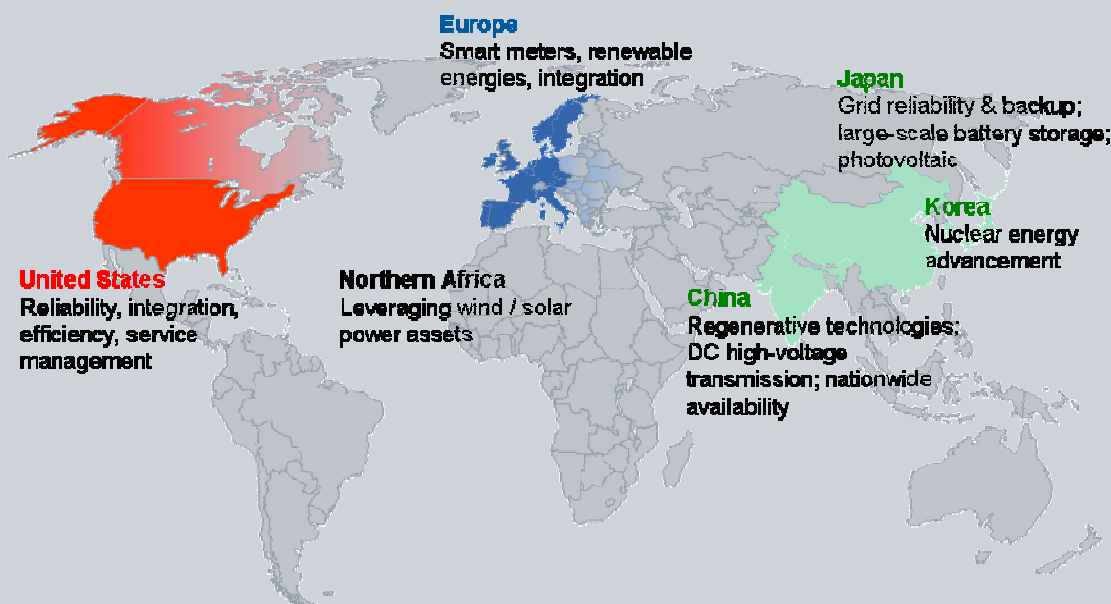 Europe
Smart meters, renewable
energies, integration
Japan
Grid reliability & backup;
large-scale battery storage;
photovoltaic
Korea
Nuclear energy
advancement
United States
Reliability, integration,
efficiency, service
management
Northern Africa
Leveraging wind / solar
power assets
China
Regenerative technologies;
DC high-voltage
transmission; nationwide
availability